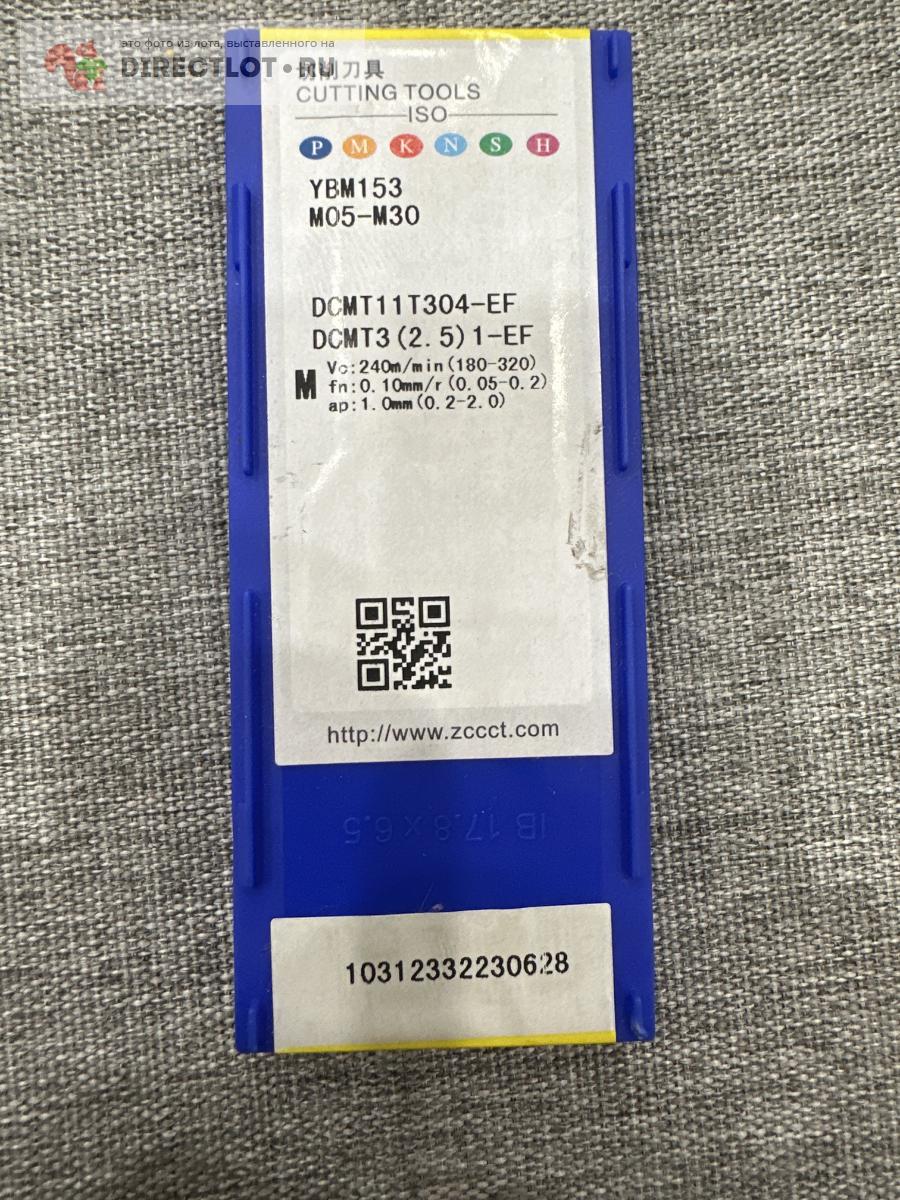 это фото из лота, выставленного на
DIRECTLOT.RU
切削刀具
CUTTING TOOLS
ISO
P M K N S H
YBM153
M05-M30
DCMT11T304-EF
DCMT3(2.5)1-EF
M
Vc:240m/min(180-320)
fn:0.10mm/r(0.05-0.2)
ap:1.0mm(0.2-2.0)
http://www.zccct.com
IB 17.8 x 6.5
10312332230628